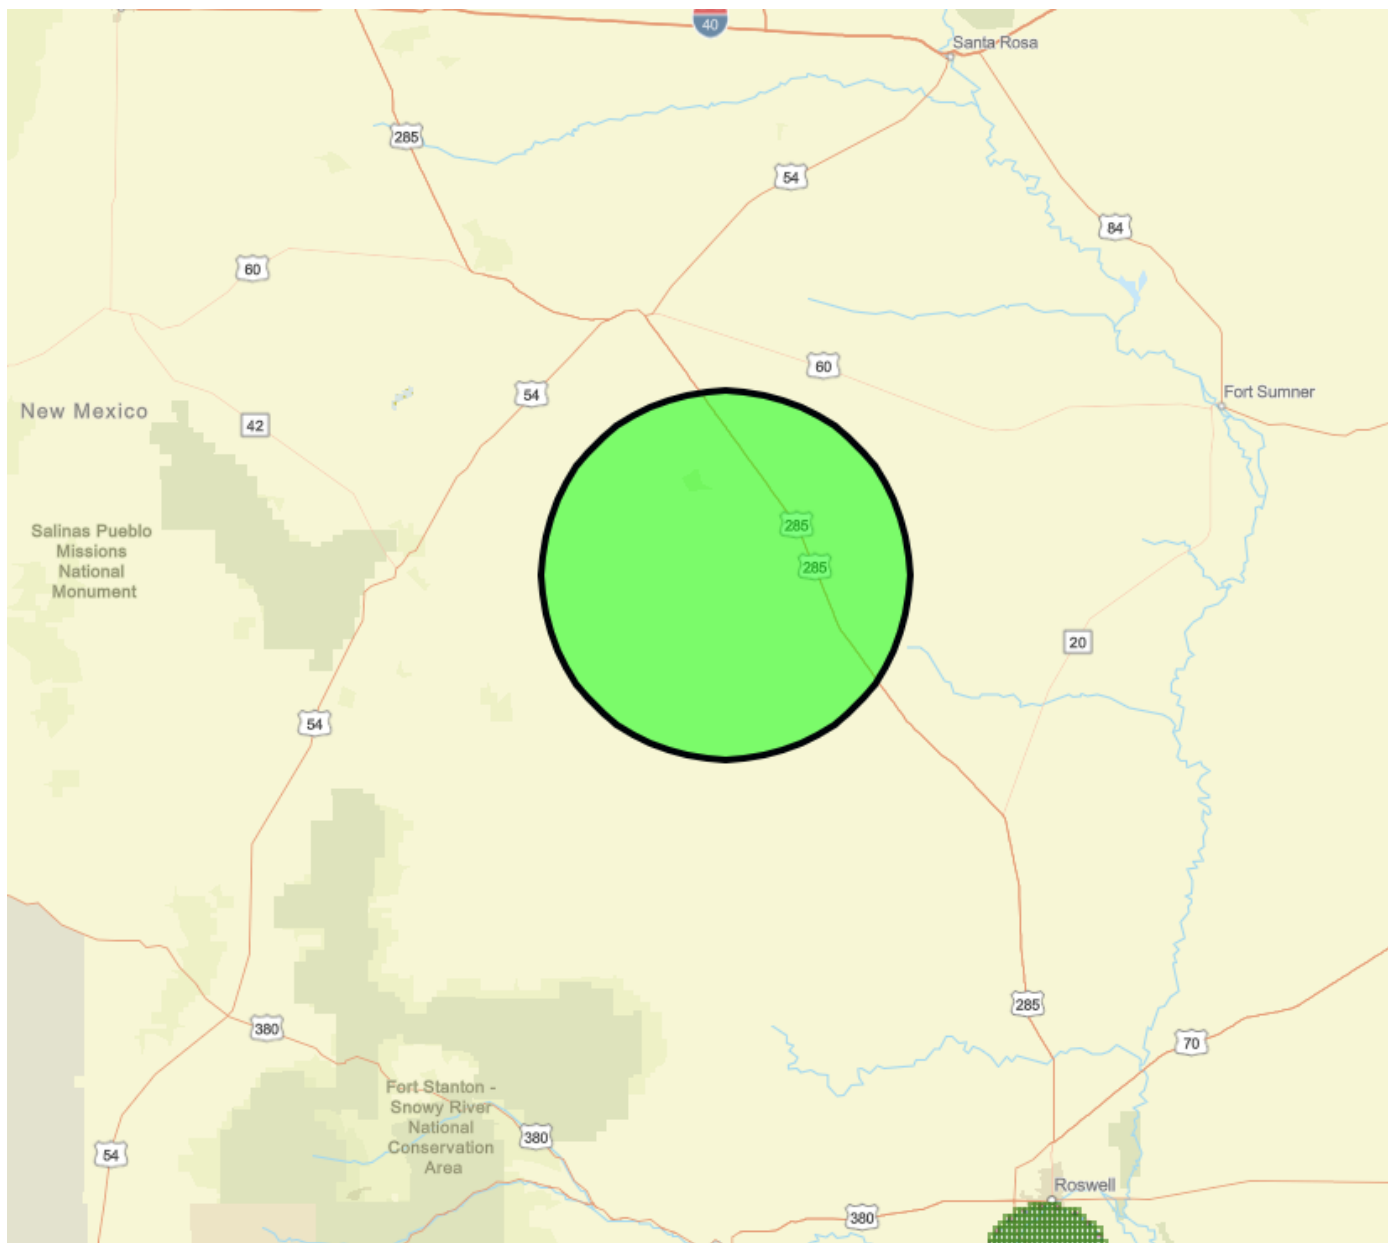 40
Santa Rosa
285
54
84
60
60
54
Fort Sumner
New Mexico
42
285
Salinas Pueblo
Missions
National
Monument
285
20
54
285
380
70
Fort Stanton -
Snowy River
National
Conservation
Area
380
54
Roswell
380